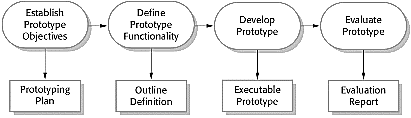 Establish
Prototype
Objectives
Define
Prototype
Functionality
Develop
Prototype
Evaluate
Prototype
Prototyping
Plan
Outline
Definition
Executable
Prototype
Evaluation
Report